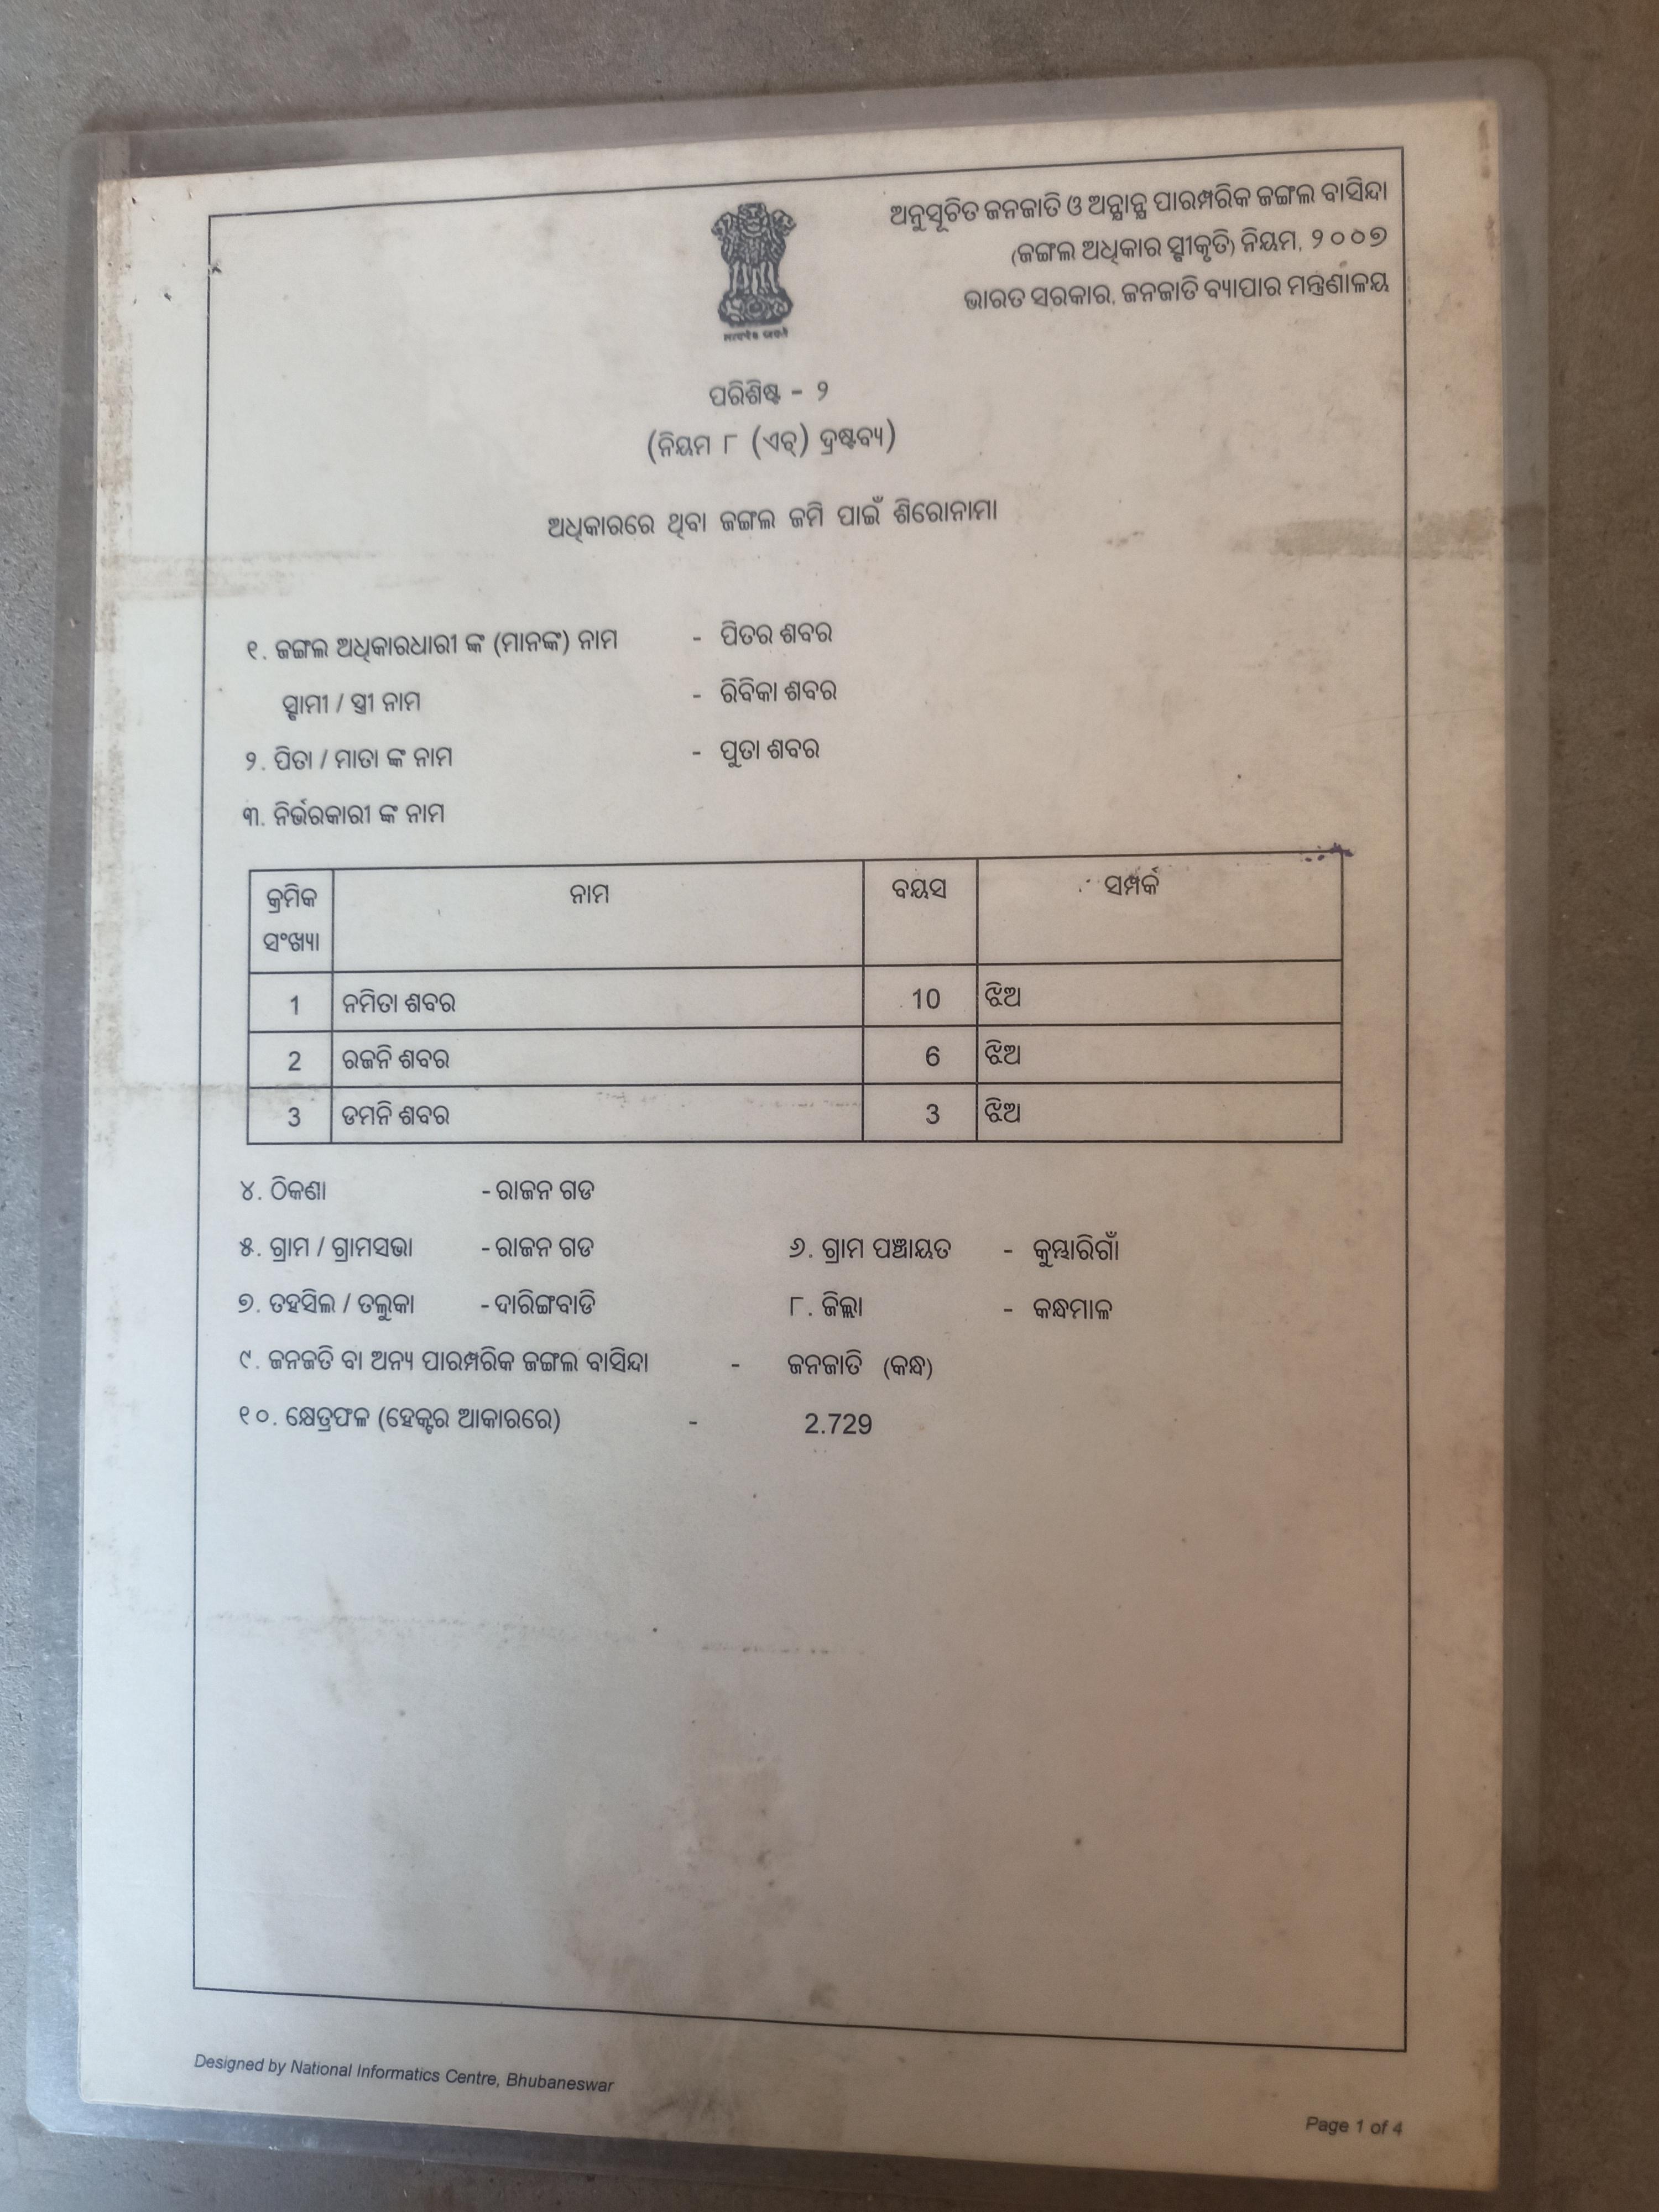 ଅନୁସୂଚିତ ଜନଜାତି ଓ ଅନ୍ଯାନ୍ଯ ପାରମ୍ପରିକ ଜଙ୍ଗଲ ବାସିନ୍ଦା
(ଜଙ୍ଗଲ ଅଧିକାର ସ୍ୱୀକୃତି) ନିୟମ, ୨୦୦୭
ଭାରତ ସରକାର, ଜନଜାତି ବ୍ୟାପାର ମନ୍ତ୍ରଣାଳୟ
सत्यमेव जयते
ପରିଶିଷ୍ଟ - ୨
(ନିୟମ ୮ (ଏଚ୍) ଦ୍ରଷ୍ଟବ୍ୟ)
ଅଧିକାରରେ ଥିବା ଜଙ୍ଗଲ ଜମି ପାଇଁ ଶିରୋନାମା
୧. ଜଙ୍ଗଲ ଅଧିକାରଧାରୀ ଙ୍କ (ମାନଙ୍କ) ନାମ - ପିତର ଶବର
ସ୍ୱାମୀ / ସ୍ତ୍ରୀ ନାମ - ରିବିକା ଶବର
୨. ପିତା / ମାତା ଙ୍କ ନାମ - ପୁତା ଶବର
୩. ନିର୍ଭରକାରୀ ଙ୍କ ନାମ
କ୍ରମିକ ସଂଖ୍ୟା ନାମ ବୟସ ସମ୍ପର୍କ
1 ନମିତା ଶବର 10 ଝିଅ
2 ରଜନି ଶବର 6 ଝିଅ
3 ଡମନି ଶବର 3 ଝିଅ
୪. ଠିକଣା - ରାଜନ ଗଡ
୫. ଗ୍ରାମ / ଗ୍ରାମସଭା - ରାଜନ ଗଡ ୬. ଗ୍ରାମ ପଞ୍ଚାୟତ - କୁମ୍ଭାରିଗାଁ
୭. ତହସିଲ / ତଲୁକା - ଦାରିଙ୍ଗବାଡି ୮. ଜିଲ୍ଲା - କନ୍ଧମାଳ
୯. ଜନଜତି ବା ଅନ୍ୟ ପାରମ୍ପରିକ ଜଙ୍ଗଲ ବାସିନ୍ଦା - ଜନଜାତି (କନ୍ଧ)
୧୦. କ୍ଷେତ୍ରଫଳ (ହେକ୍ଟର ଆକାରରେ) - 2.729
Designed by National Informatics Centre, Bhubaneswar
Page 1 of 4